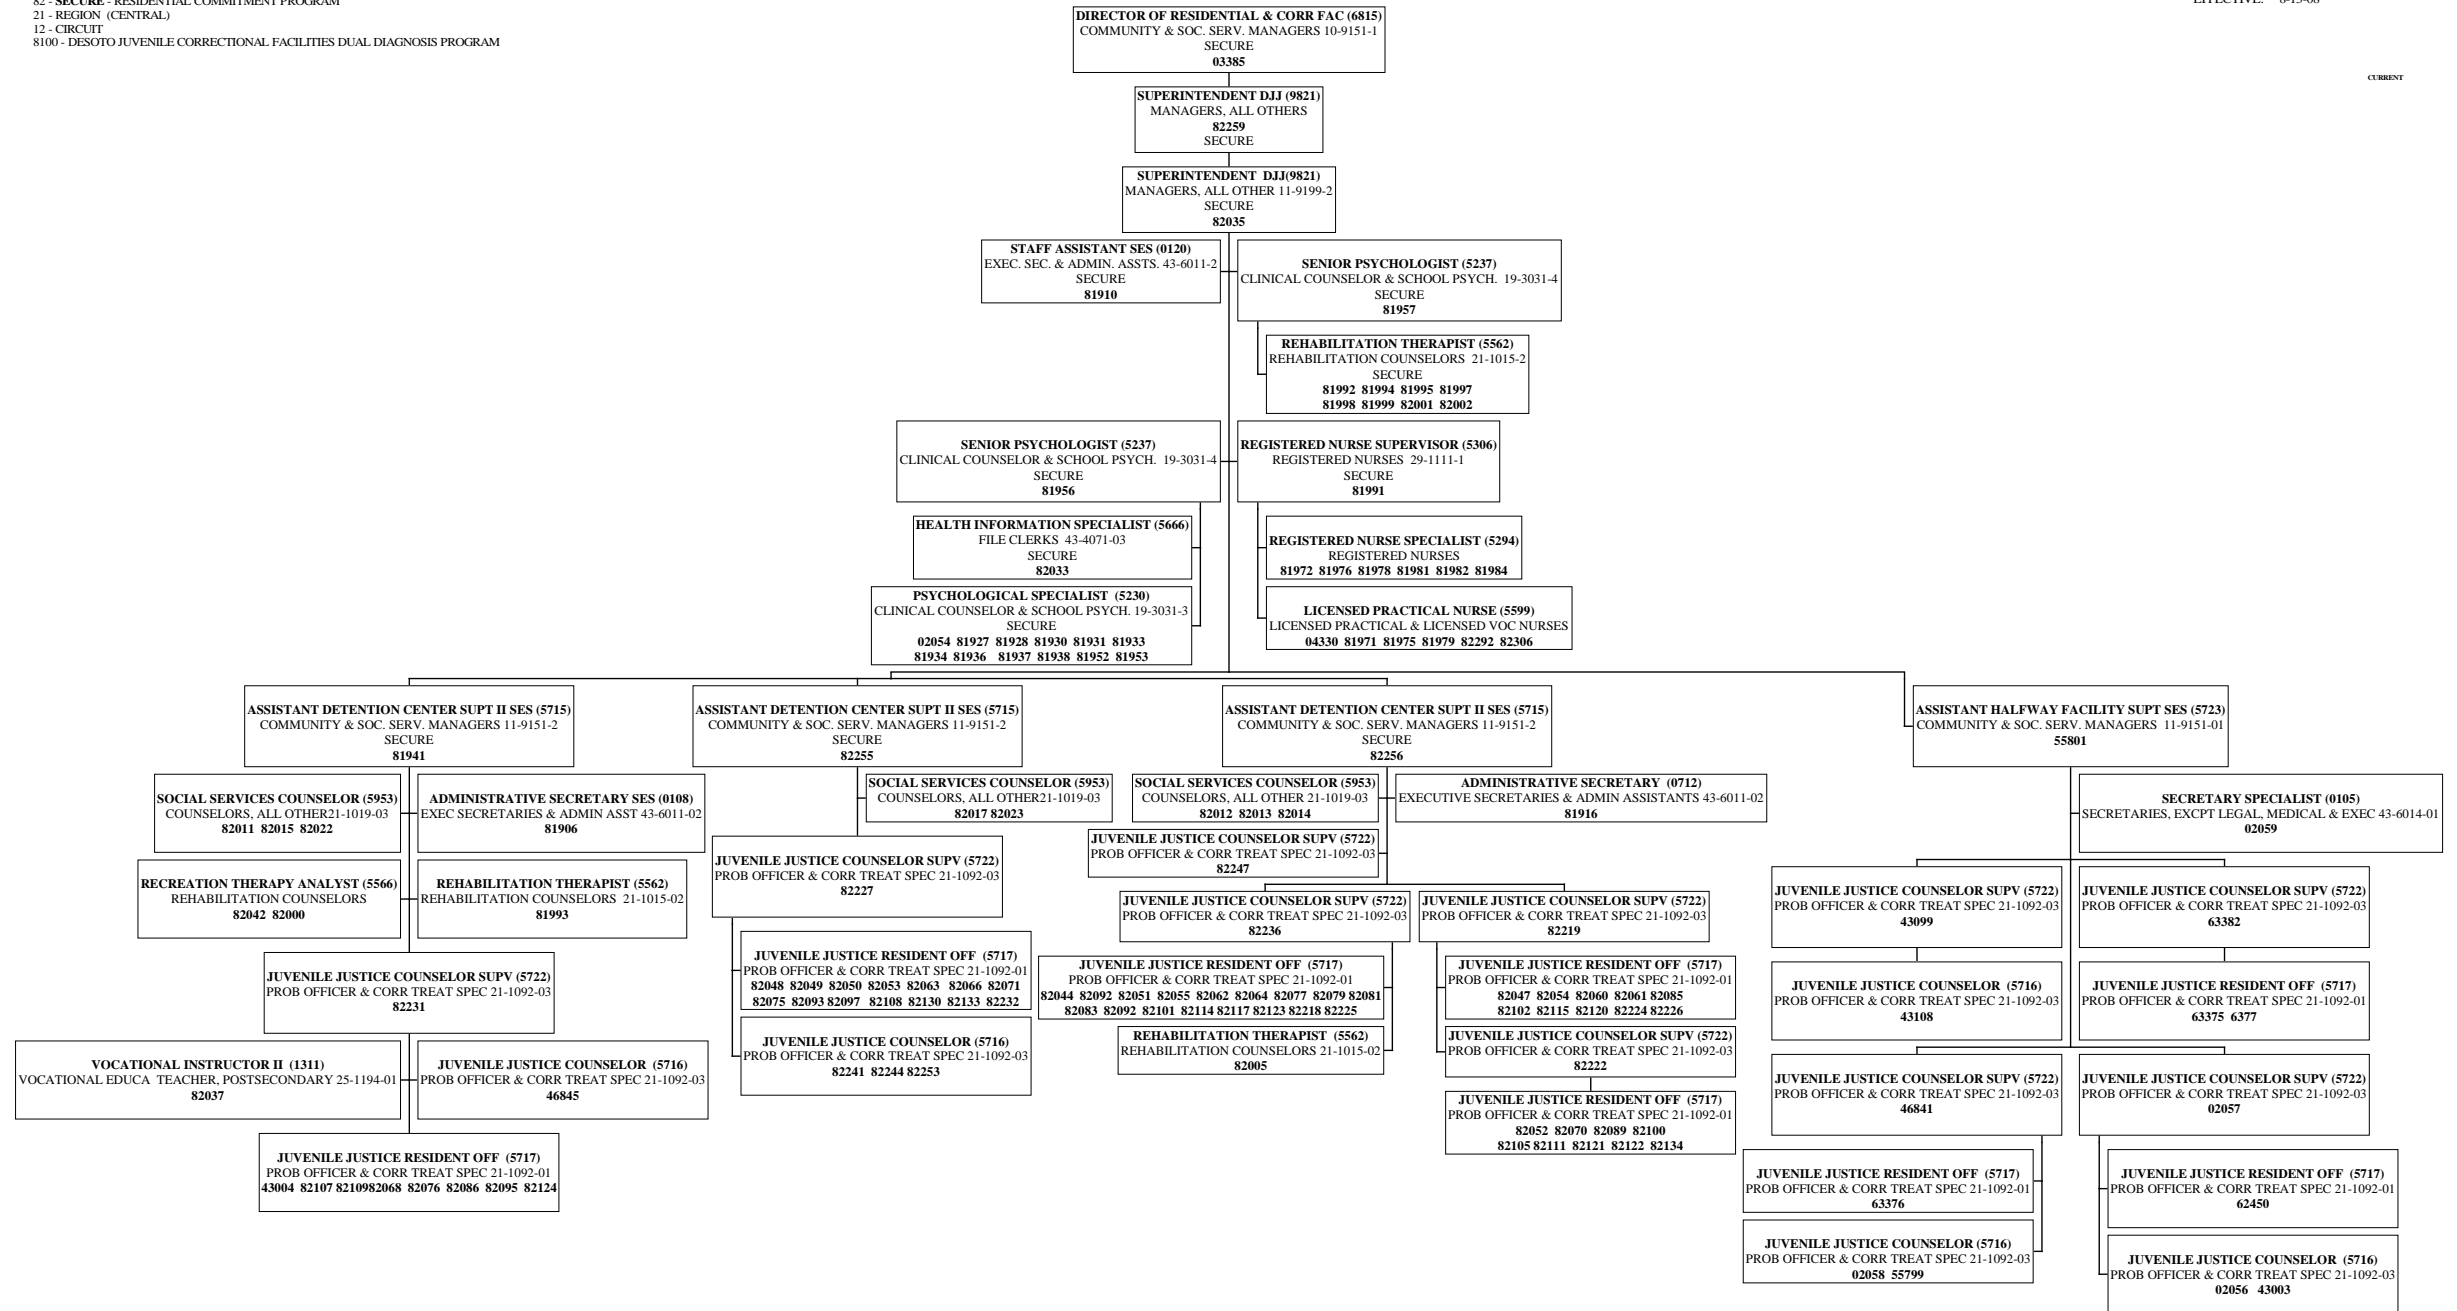 82 - SECURE - RESIDENTIAL COMMITMENT PROGRAM
21 - REGION (CENTRAL)
12 - CIRCUIT
8100 - DESOTO JUVENILE CORRECTIONAL FACILITIES DUAL DIAGNOSIS PROGRAM
EFFECTIVE: 8-15-08
CURRENT
DIRECTOR OF RESIDENTIAL & CORR FAC (6815)
COMMUNITY & SOC. SERV. MANAGERS 10-9151-1
SECURE
03385
SUPERINTENDENT DJJ (9821)
MANAGERS, ALL OTHERS
82259
SECURE
SUPERINTENDENT DJJ(9821)
MANAGERS, ALL OTHER 11-9199-2
SECURE
82035
STAFF ASSISTANT SES (0120)
EXEC. SEC. & ADMIN. ASSTS. 43-6011-2
SECURE
81910
SENIOR PSYCHOLOGIST (5237)
CLINICAL COUNSELOR & SCHOOL PSYCH. 19-3031-4
SECURE
81957
REHABILITATION THERAPIST (5562)
REHABILITATION COUNSELORS 21-1015-2
SECURE
81992 81994 81995 81997
81998 81999 82001 82002
SENIOR PSYCHOLOGIST (5237)
CLINICAL COUNSELOR & SCHOOL PSYCH. 19-3031-4
SECURE
81956
REGISTERED NURSE SUPERVISOR (5306)
REGISTERED NURSES 29-1111-1
SECURE
81991
HEALTH INFORMATION SPECIALIST (5666)
FILE CLERKS 43-4071-03
SECURE
82033
REGISTERED NURSE SPECIALIST (5294)
REGISTERED NURSES
81972 81976 81978 81981 81982 81984
PSYCHOLOGICAL SPECIALIST (5230)
CLINICAL COUNSELOR & SCHOOL PSYCH. 19-3031-3
SECURE
02054 81927 81928 81930 81931 81933
81934 81936 81937 81938 81952 81953
LICENSED PRACTICAL NURSE (5599)
LICENSED PRACTICAL & LICENSED VOC NURSES
04330 81971 81975 81979 82292 82306
ASSISTANT DETENTION CENTER SUPT II SES (5715)
COMMUNITY & SOC. SERV. MANAGERS 11-9151-2
SECURE
81941
SOCIAL SERVICES COUNSELOR (5953)
COUNSELORS, ALL OTHER21-1019-03
82011 82015 82022
ADMINISTRATIVE SECRETARY SES (0108)
EXEC SECRETARIES & ADMIN ASST 43-6011-02
81906
RECREATION THERAPY ANALYST (5566)
REHABILITATION COUNSELORS
82042 82000
REHABILITATION THERAPIST (5562)
REHABILITATION COUNSELORS 21-1015-02
81993
JUVENILE JUSTICE COUNSELOR SUPV (5722)
PROB OFFICER & CORR TREAT SPEC 21-1092-03
82231
VOCATIONAL INSTRUCTOR II (1311)
VOCATIONAL EDUCA TEACHER, POSTSECONDARY 25-1194-01
82037
JUVENILE JUSTICE COUNSELOR (5716)
PROB OFFICER & CORR TREAT SPEC 21-1092-03
46845
JUVENILE JUSTICE RESIDENT OFF (5717)
PROB OFFICER & CORR TREAT SPEC 21-1092-01
43004 82107 8210982068 82076 82086 82095 82124
ASSISTANT DETENTION CENTER SUPT II SES (5715)
COMMUNITY & SOC. SERV. MANAGERS 11-9151-2
SECURE
82255
SOCIAL SERVICES COUNSELOR (5953)
COUNSELORS, ALL OTHER21-1019-03
82017 82023
JUVENILE JUSTICE COUNSELOR SUPV (5722)
PROB OFFICER & CORR TREAT SPEC 21-1092-03
82227
JUVENILE JUSTICE RESIDENT OFF (5717)
PROB OFFICER & CORR TREAT SPEC 21-1092-01
82048 82049 82050 82053 82063 82066 82071
82075 82093 82097 82108 82130 82133 82232
JUVENILE JUSTICE COUNSELOR (5716)
PROB OFFICER & CORR TREAT SPEC 21-1092-03
82241 82244 82253
ASSISTANT DETENTION CENTER SUPT II SES (5715)
COMMUNITY & SOC. SERV. MANAGERS 11-9151-2
SECURE
82256
SOCIAL SERVICES COUNSELOR (5953)
COUNSELORS, ALL OTHER 21-1019-03
82012 82013 82014
ADMINISTRATIVE SECRETARY (0712)
EXECUTIVE SECRETARIES & ADMIN ASSISTANTS 43-6011-02
81916
JUVENILE JUSTICE COUNSELOR SUPV (5722)
PROB OFFICER & CORR TREAT SPEC 21-1092-03
82247
JUVENILE JUSTICE COUNSELOR SUPV (5722)
PROB OFFICER & CORR TREAT SPEC 21-1092-03
82236
JUVENILE JUSTICE RESIDENT OFF (5717)
PROB OFFICER & CORR TREAT SPEC 21-1092-01
82044 82092 82051 82055 82062 82064 82077 82079 82081
82083 82092 82101 82114 82117 82123 82218 82225
REHABILITATION THERAPIST (5562)
REHABILITATION COUNSELORS 21-1015-02
82005
JUVENILE JUSTICE COUNSELOR SUPV (5722)
PROB OFFICER & CORR TREAT SPEC 21-1092-03
82219
JUVENILE JUSTICE RESIDENT OFF (5717)
PROB OFFICER & CORR TREAT SPEC 21-1092-01
82047 82054 82060 82061 82085
82102 82115 82120 82224 82226
JUVENILE JUSTICE COUNSELOR SUPV (5722)
PROB OFFICER & CORR TREAT SPEC 21-1092-03
82222
JUVENILE JUSTICE RESIDENT OFF (5717)
PROB OFFICER & CORR TREAT SPEC 21-1092-01
82052 82070 82089 82100
82105 82111 82121 82122 82134
ASSISTANT HALFWAY FACILITY SUPT SES (5723)
COMMUNITY & SOC. SERV. MANAGERS 11-9151-01
55801
SECRETARY SPECIALIST (0105)
SECRETARIES, EXCPT LEGAL, MEDICAL & EXEC 43-6014-01
02059
JUVENILE JUSTICE COUNSELOR SUPV (5722)
PROB OFFICER & CORR TREAT SPEC 21-1092-03
43099
JUVENILE JUSTICE COUNSELOR SUPV (5722)
PROB OFFICER & CORR TREAT SPEC 21-1092-03
63382
JUVENILE JUSTICE COUNSELOR (5716)
PROB OFFICER & CORR TREAT SPEC 21-1092-03
43108
JUVENILE JUSTICE RESIDENT OFF (5717)
PROB OFFICER & CORR TREAT SPEC 21-1092-01
63375 6377
JUVENILE JUSTICE COUNSELOR SUPV (5722)
PROB OFFICER & CORR TREAT SPEC 21-1092-03
46841
JUVENILE JUSTICE COUNSELOR SUPV (5722)
PROB OFFICER & CORR TREAT SPEC 21-1092-03
02057
JUVENILE JUSTICE RESIDENT OFF (5717)
PROB OFFICER & CORR TREAT SPEC 21-1092-01
63376
JUVENILE JUSTICE RESIDENT OFF (5717)
PROB OFFICER & CORR TREAT SPEC 21-1092-01
62450
JUVENILE JUSTICE COUNSELOR (5716)
PROB OFFICER & CORR TREAT SPEC 21-1092-03
02058 55799
JUVENILE JUSTICE COUNSELOR (5716)
PROB OFFICER & CORR TREAT SPEC 21-1092-03
02056 43003